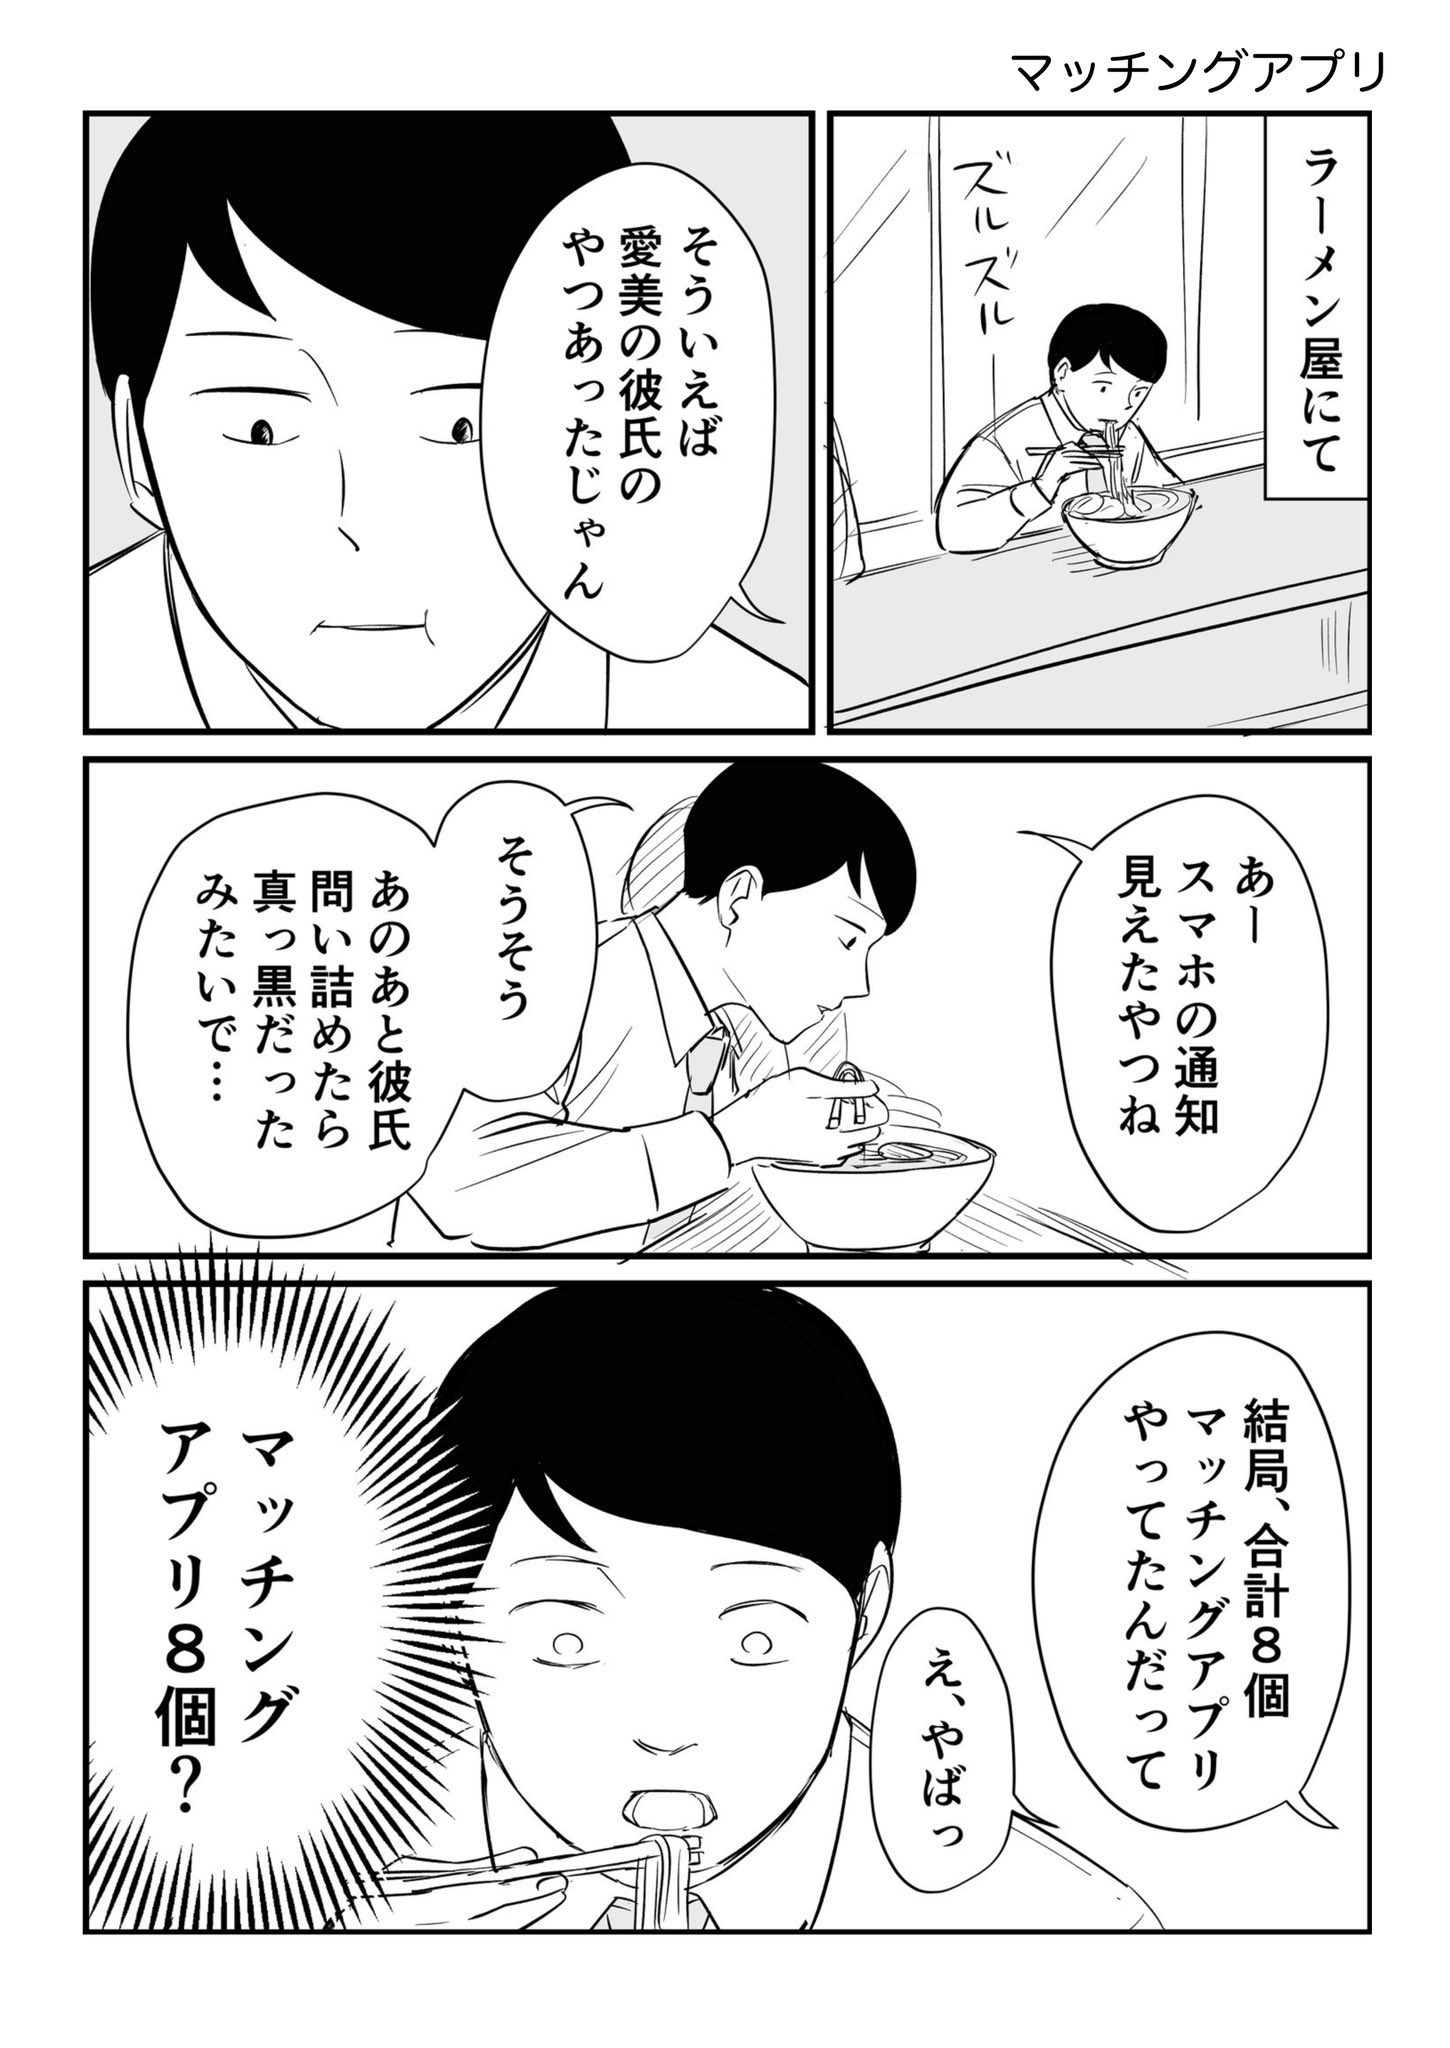 マッチングアプリ
ラーメン屋にて
ズルズル
そういえば
愛美の彼氏の
やつあったじゃん
あー
スマホの通知
見えたやつね
そうそう
あのあと彼氏
問い詰めたら
真っ黒だった
みたいで…
結局、合計８個
マッチングアプリ
やってたんだって
え、やばっ
マッチング
アプリ８個？